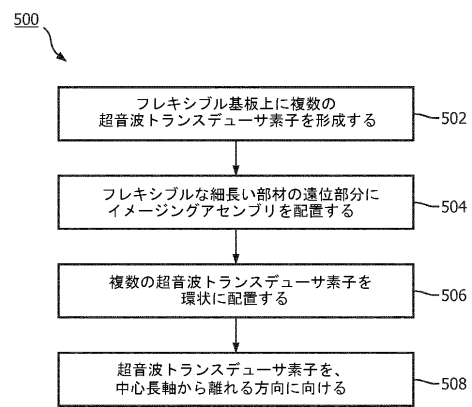 500
フレキシブル基板上に複数の
超音波トランスデューサ素子を形成する
502
フレキシブルな細長い部材の遠位部分に
イメージングアセンブリを配置する
504
複数の超音波トランスデューサ素子を
環状に配置する
506
超音波トランスデューサ素子を、
中心長軸から離れる方向に向ける
508